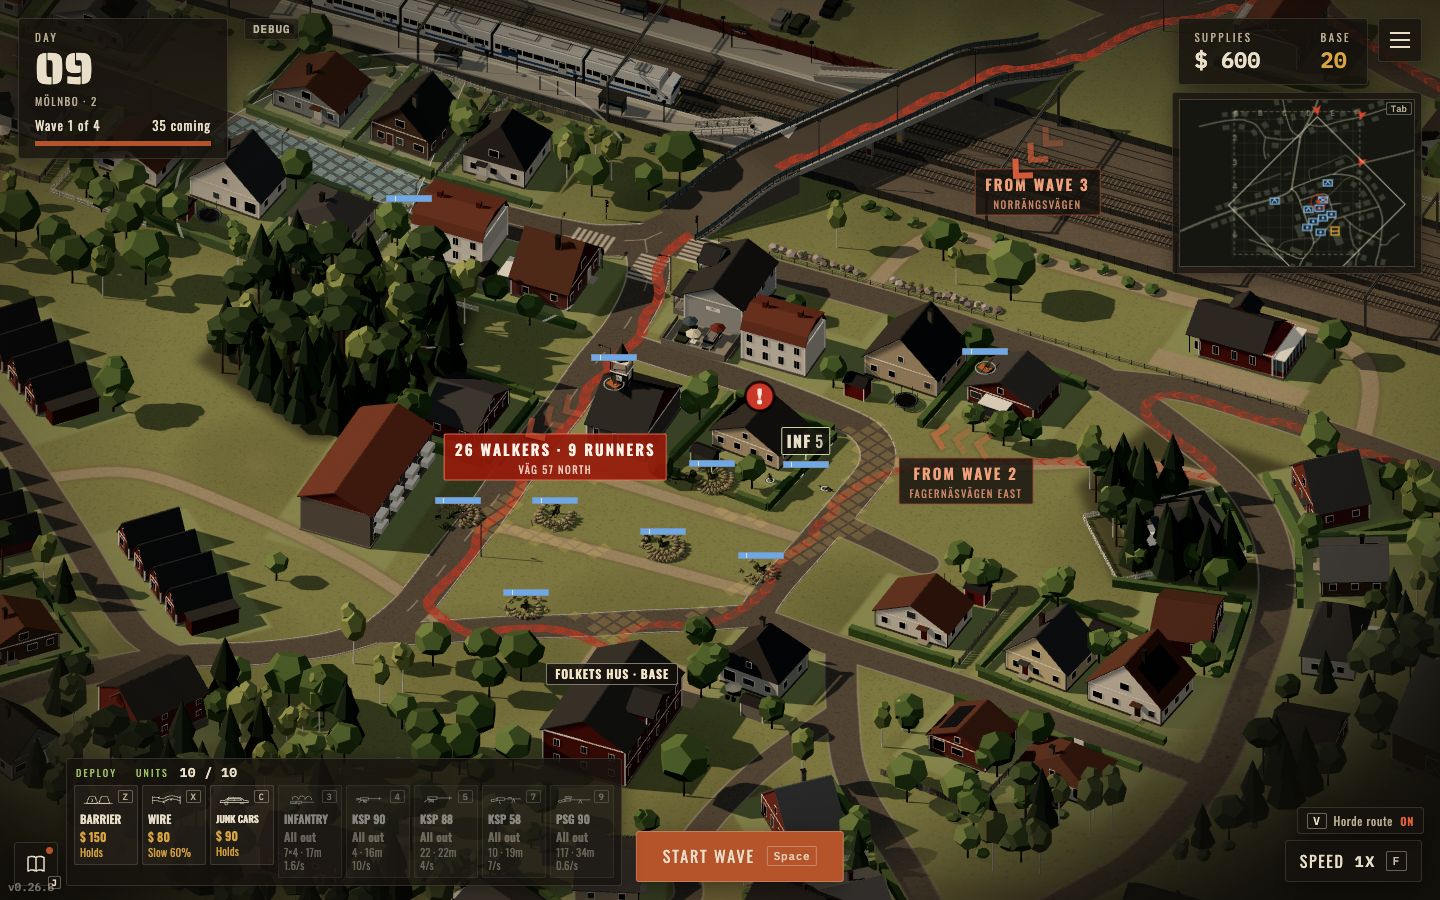 DAY
09
MÖLNBO · 2
Wave 1 of 4 35 coming
DEBUG
SUPPLIES BASE
$ 600 20
Tab
FROM WAVE 3
NORRÄNGSVÄGEN
INF 5
26 WALKERS · 9 RUNNERS
VÄG 57 NORTH
FROM WAVE 2
FAGERNÄSVÄGEN EAST
FOLKETS HUS · BASE
DEPLOY UNITS 10 / 10
Z
BARRIER
$ 150
Holds
X
WIRE
$ 80
Slow 60%
C
JUNK CARS
$ 90
Holds
3
INFANTRY
All out
7×4 · 17m
1.6/s
4
KSP 90
All out
4 · 16m
10/s
5
KSP 88
All out
22 · 22m
4/s
7
KSP 58
All out
10 · 19m
7/s
9
PSG 90
All out
117 · 34m
0.6/s
START WAVE Space
V Horde route ON
SPEED 1X F
J
v0.26.